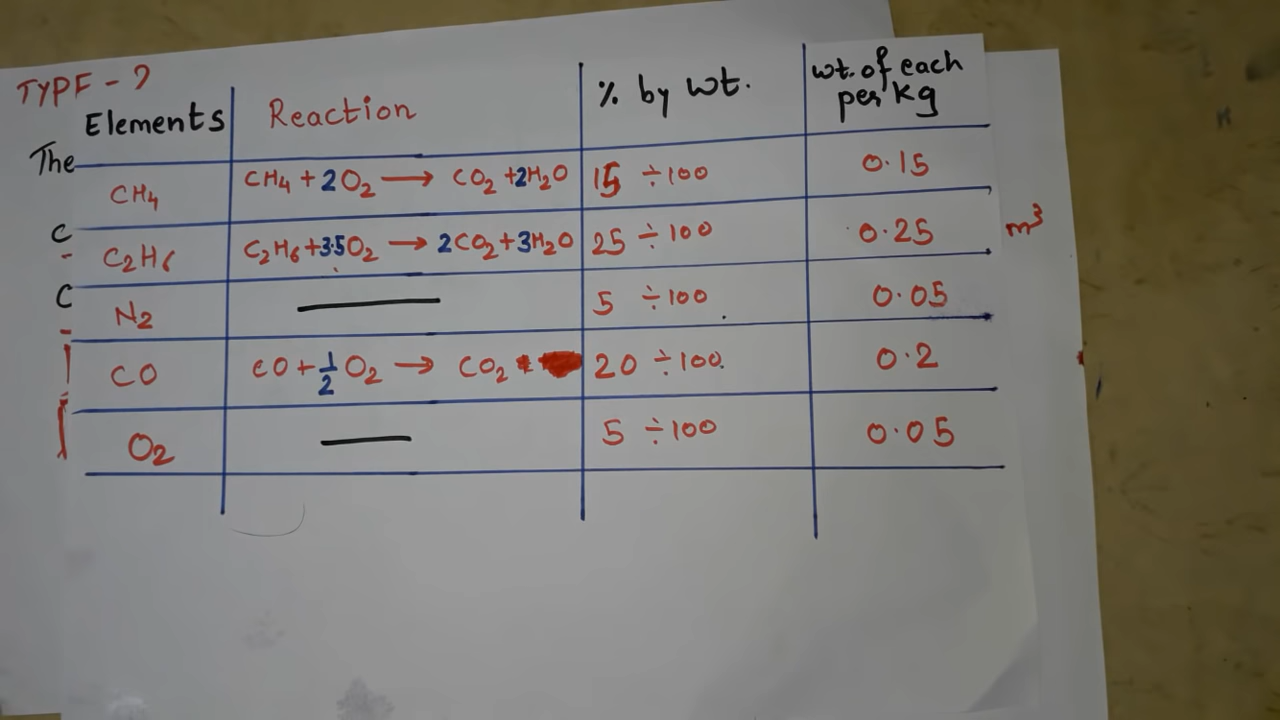 TYPE - 2
Elements Reaction % by wt. wt. of each per Kg
The
CH4 CH4 + 2O2 → CO2 + 2H2O 15 ÷100 0.15
C
C2H6 C2H6+3.5O2 → 2CO2+3H2O 25 ÷100 0.25 m³
C
N2 5 ÷100 0.05
CO CO + 1/2 O2 → CO2 20 ÷100. 0.2
O2 5 ÷100 0.05